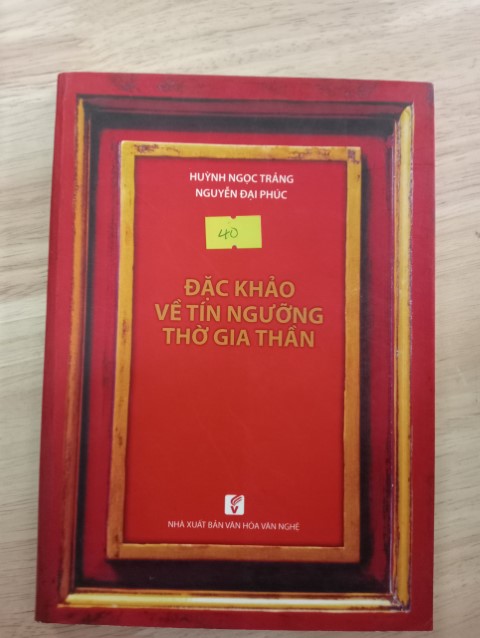 HUỲNH NGỌC TRẢNG
NGUYỄN ĐẠI PHÚC
40
ĐẶC KHẢO
VỀ TÍN NGƯỠNG
THỜ GIA THẦN
V
NHÀ XUẤT BẢN VĂN HÓA VĂN NGHỆ